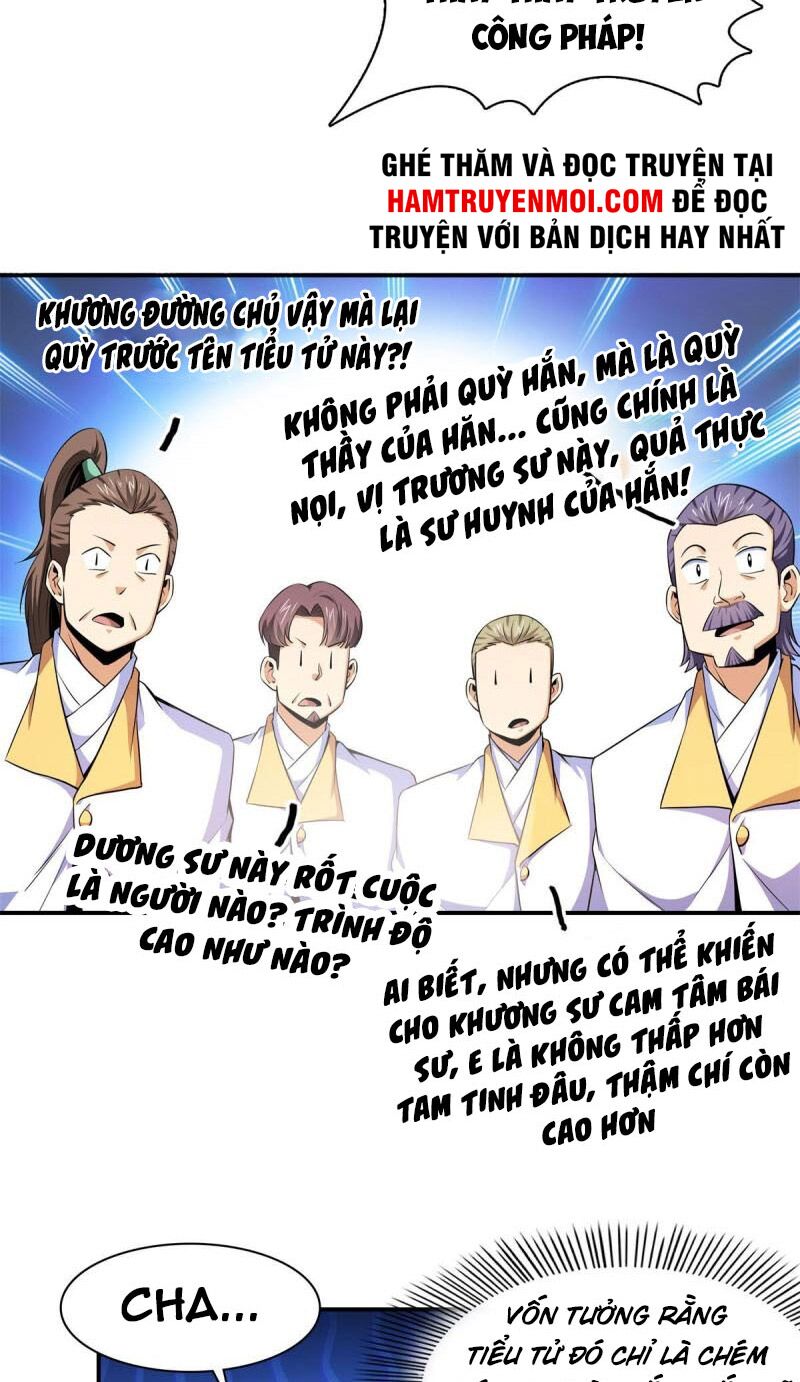 CÔNG PHÁP!
GHÉ THĂM VÀ ĐỌC TRUYỆN TẠI
HAMTRUYENMOI.COM ĐỂ ĐỌC
TRUYỆN VỚI BẢN DỊCH HAY NHẤT
KHƯƠNG ĐƯỜNG CHỦ VẬY MÀ LẠI
QUỲ TRƯỚC TÊN TIỂU TỬ NÀY?!
KHÔNG PHẢI QUỲ HẮN, MÀ LÀ QUỲ
THẦY CỦA HĂN... CŨNG CHÍNH LÀ
NỌI, VỊ TRƯƠNG SƯ NÀY, QUẢ THỰC
LÀ SƯ HUYNH CỦA HẮN!
DƯƠNG SƯ NÀY RỐT CUỘC
LÀ NGƯỜI NÀO? TRÌNH ĐỘ
CAO NHƯ NÀO?
AI BIẾT, NHƯNG CÓ THỂ KHIẾN
CHO KHƯƠNG SƯ CAM TÂM BÁI
SƯ, E LÀ KHÔNG THẤP HƠN
TAM TINH ĐÂU, THẬM CHÍ CÒN
CAO HƠN
CHA...
VỐN TƯỞNG RẰNG
TIỂU TỬ ĐÓ CHỈ LÀ CHÉM